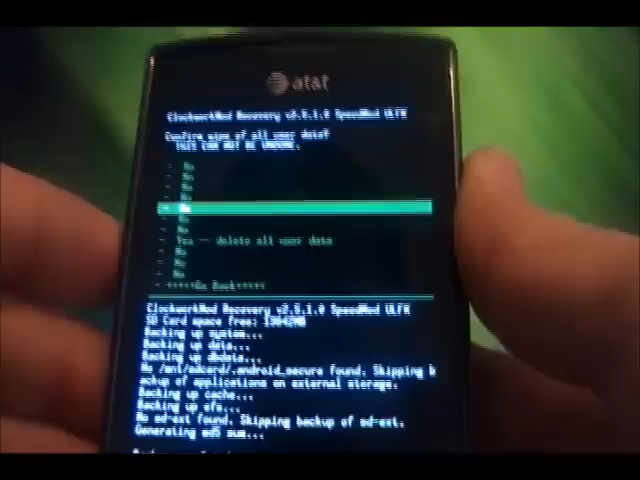 at&t
ClockworkMod Recovery v2.5.1.0 SpeedMod ULFK
Confirm wipe of all user data?
THIS CAN NOT BE UNDONE.
- No
- No
- No
- No
- No
- No
- Yes -- delete all user data
- No
- No
- No
- *****Go Back*****
ClockworkMod Recovery v2.5.1.0 SpeedMod ULFK
SD Card space free: 13042MB
Backing up system...
Backing up data...
Backing up dbdata...
No /mnt/sdcard/.android_secure found. Skipping b
ackup of applications on external storage.
Backing up cache...
Backing up efs...
No sd-ext found. Skipping backup of sd-ext.
Generating md5 sum...